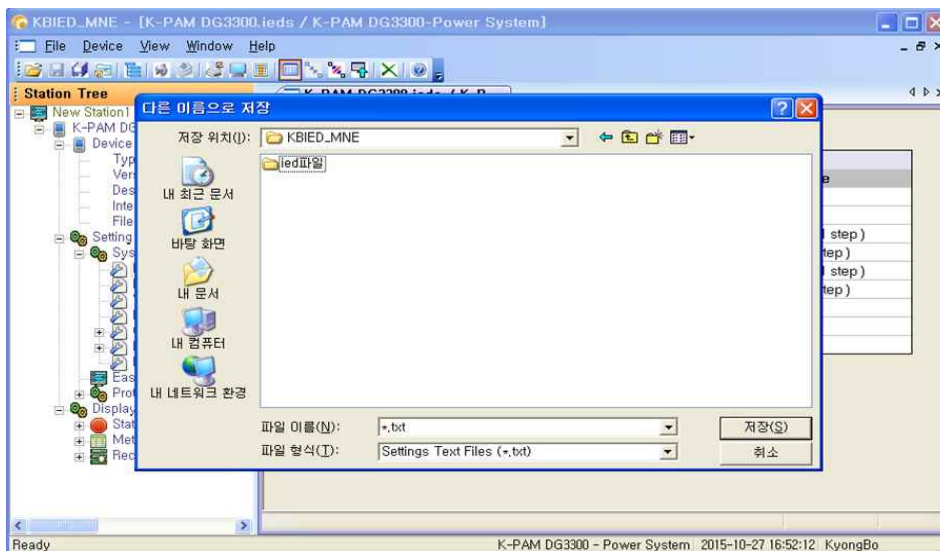 KBIED_MNE - [K-PAM DG3300.ieds / K-PAM DG3300-Power System]
File Device View Window Help
Station Tree
New Station1
K-PAM DG
Device
Typ
Ver
Des
Inte
File
Setting
Sys
Eas
Prot
Display
Stat
Met
Rec
다른 이름으로 저장
저장 위치(I): KBIED_MNE
ied파일
내 최근 문서
바탕 화면
내 문서
내 컴퓨터
내 네트워크 환경
파일 이름(N): *.txt 저장(S)
파일 형식(T): Settings Text Files (*.txt) 취소
e
step )
tep )
step )
tep )
Ready K-PAM DG3300 - Power System 2015-10-27 16:52:12 KyongBo